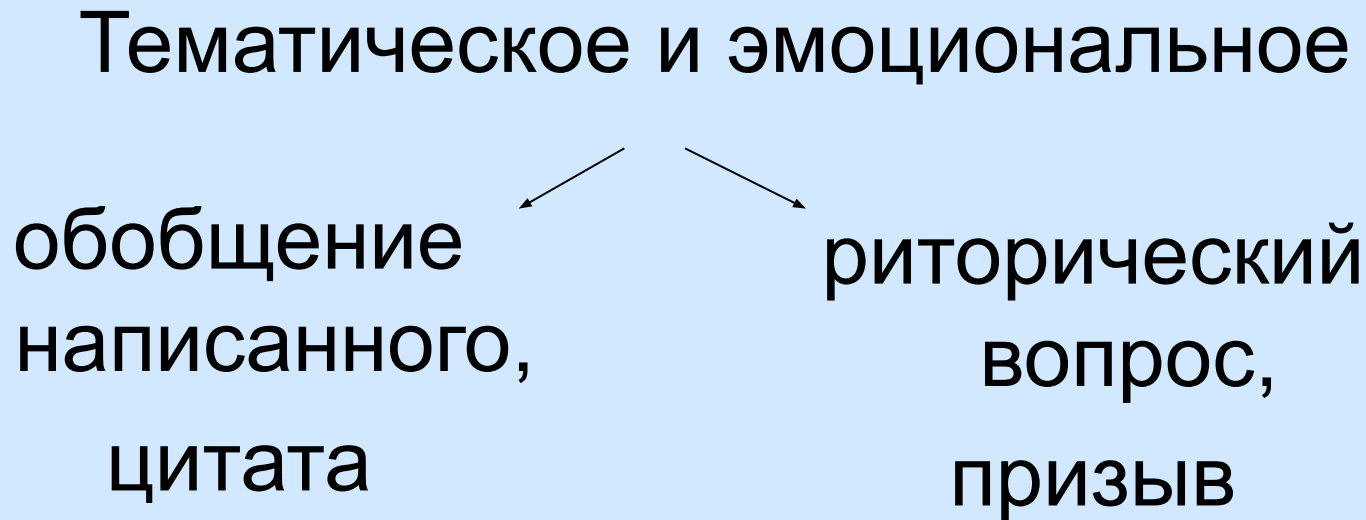 Тематическое и эмоциональное
обобщение
написанного,
цитата
риторический
вопрос,
призыв